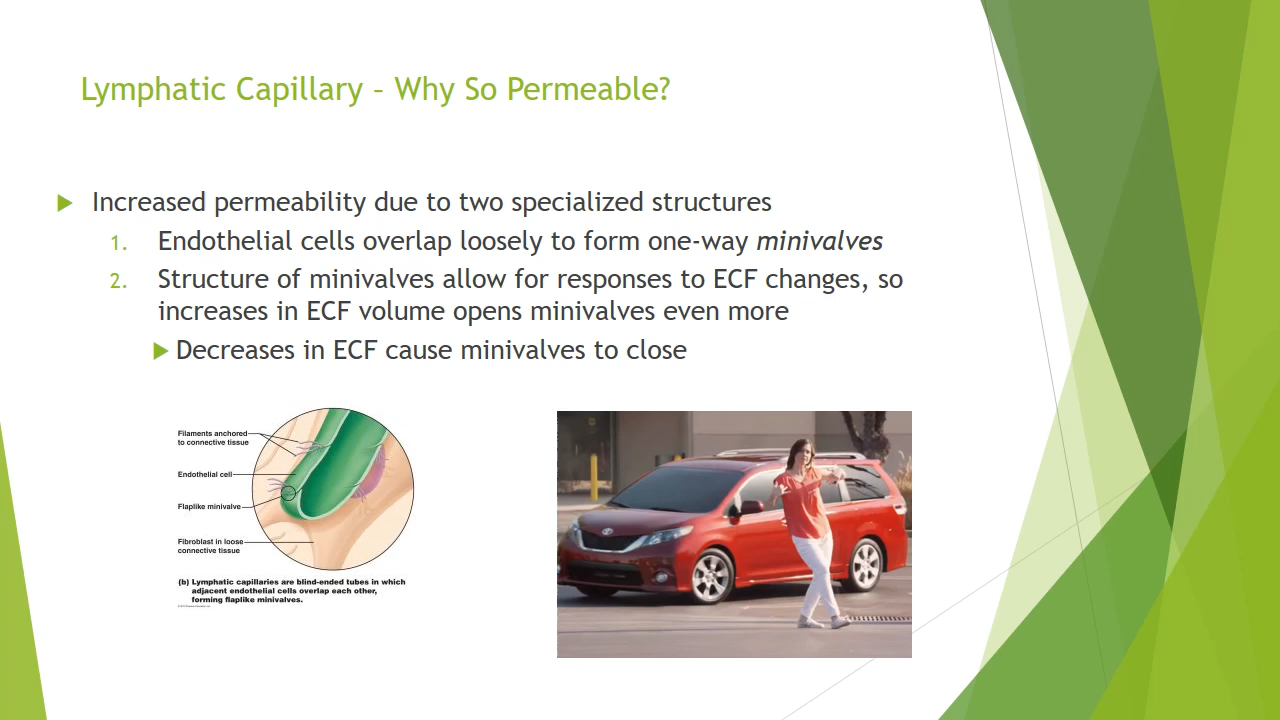 Lymphatic Capillary – Why So Permeable?
Increased permeability due to two specialized structures
1. Endothelial cells overlap loosely to form one-way minivalves
2. Structure of minivalves allow for responses to ECF changes, so
increases in ECF volume opens minivalves even more
Decreases in ECF cause minivalves to close
Filaments anchored
to connective tissue
Endothelial cell
Flaplike minivalve
Fibroblast in loose
connective tissue
(b) Lymphatic capillaries are blind-ended tubes in which
adjacent endothelial cells overlap each other,
forming flaplike minivalves.